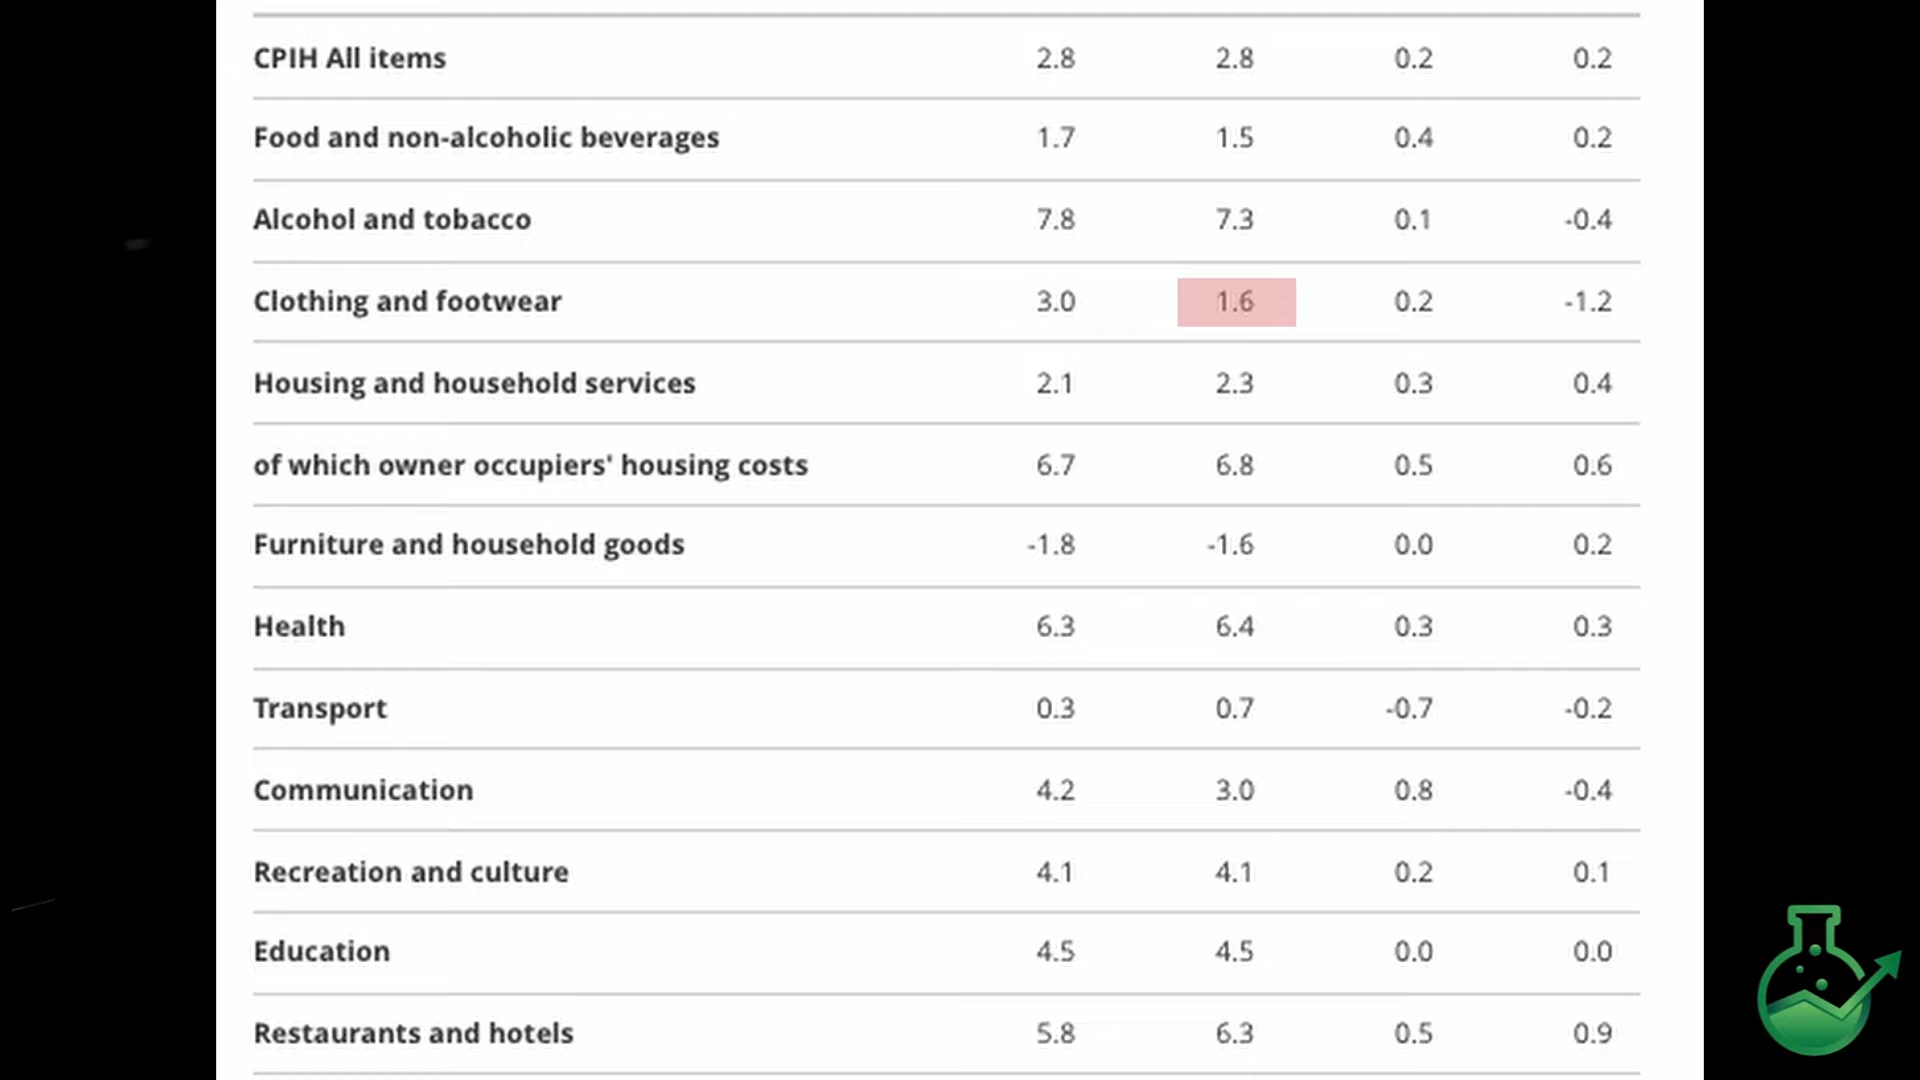 CPIH All items 2.8 2.8 0.2 0.2
Food and non-alcoholic beverages 1.7 1.5 0.4 0.2
Alcohol and tobacco 7.8 7.3 0.1 -0.4
Clothing and footwear 3.0 1.6 0.2 -1.2
Housing and household services 2.1 2.3 0.3 0.4
of which owner occupiers' housing costs 6.7 6.8 0.5 0.6
Furniture and household goods -1.8 -1.6 0.0 0.2
Health 6.3 6.4 0.3 0.3
Transport 0.3 0.7 -0.7 -0.2
Communication 4.2 3.0 0.8 -0.4
Recreation and culture 4.1 4.1 0.2 0.1
Education 4.5 4.5 0.0 0.0
Restaurants and hotels 5.8 6.3 0.5 0.9